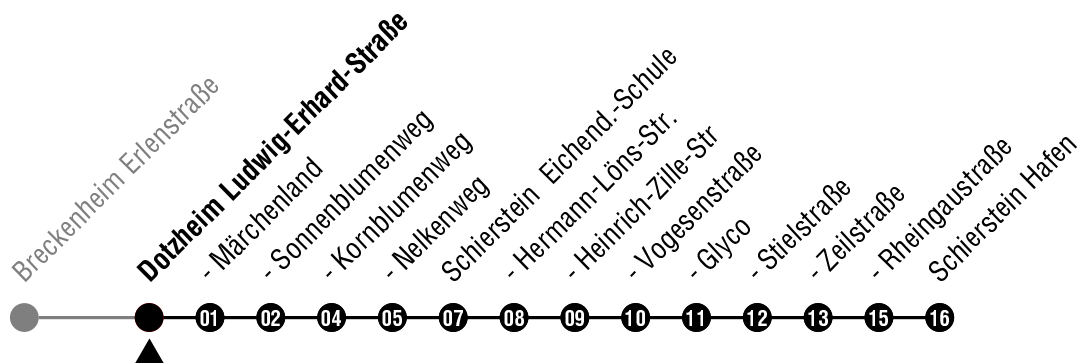 Breckenheim Erlenstraße
Dotzheim Ludwig-Erhard-Straße
- Märchenland
- Sonnenblumenweg
- Kornblumenweg
- Nelkenweg
Schierstein Eichend.-Schule
- Hermann-Löns-Str.
- Heinrich-Zille-Str
- Vogesenstraße
- Glyco
- Stielstraße
- Zeilstraße
- Rheingaustraße
Schierstein Hafen
01 02 04 05 07 08 09 10 11 12 13 15 16